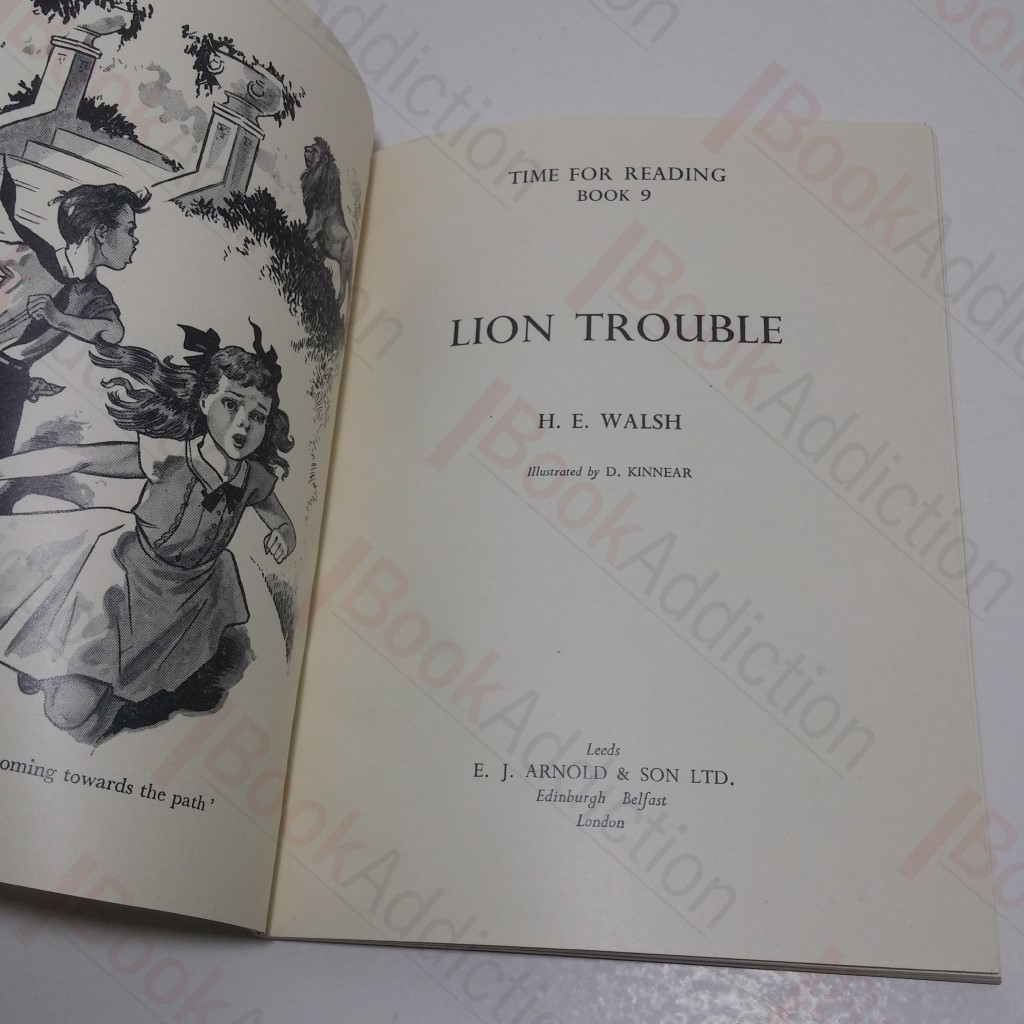 oming towards the path'
TIME FOR READING
BOOK 9
LION TROUBLE
H. E. WALSH
Illustrated by D. KINNEAR
Leeds
E. J. ARNOLD & SON LTD.
Edinburgh Belfast
London
BookAddiction